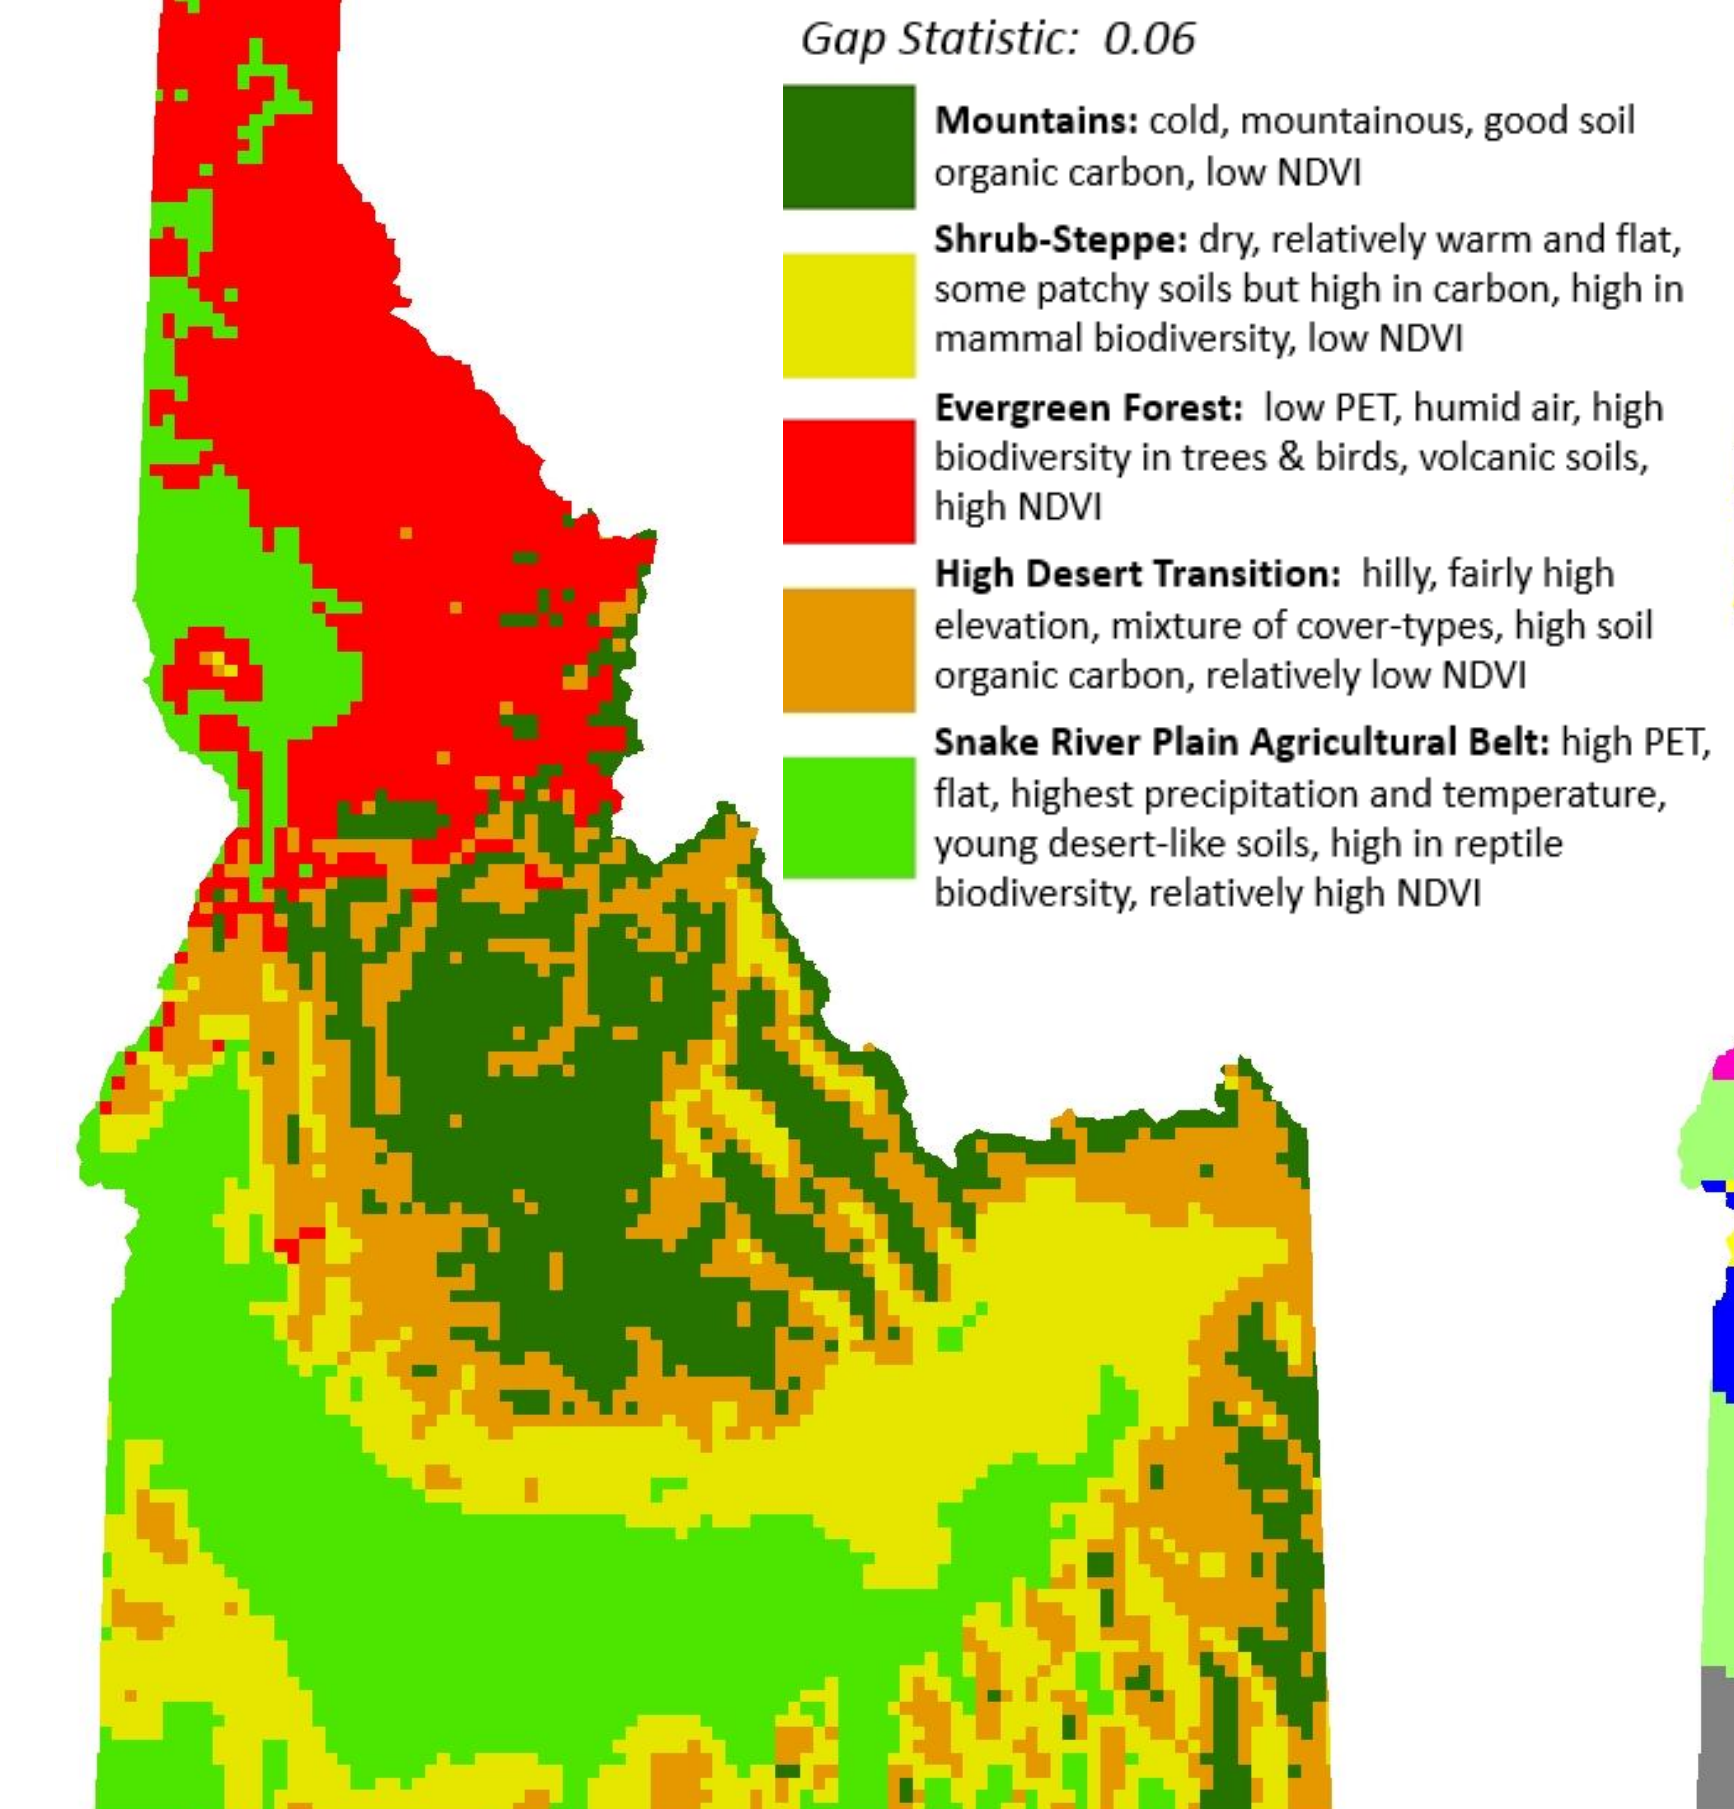 Gap Statistic: 0.06
Mountains: cold, mountainous, good soil
organic carbon, low NDVI
Shrub-Steppe: dry, relatively warm and flat,
some patchy soils but high in carbon, high in
mammal biodiversity, low NDVI
Evergreen Forest: low PET, humid air, high
biodiversity in trees & birds, volcanic soils,
high NDVI
High Desert Transition: hilly, fairly high
elevation, mixture of cover-types, high soil
organic carbon, relatively low NDVI
Snake River Plain Agricultural Belt: high PET,
flat, highest precipitation and temperature,
young desert-like soils, high in reptile
biodiversity, relatively high NDVI